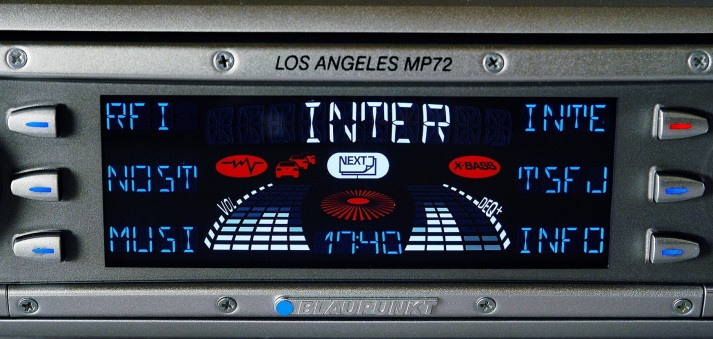 LOS ANGELES MP72
RFI INTER INTE
NEXT X-BASS
NOST TSFJ
VOL DEQ+
MUSI 17:40 INFO
BLAUPUNKT